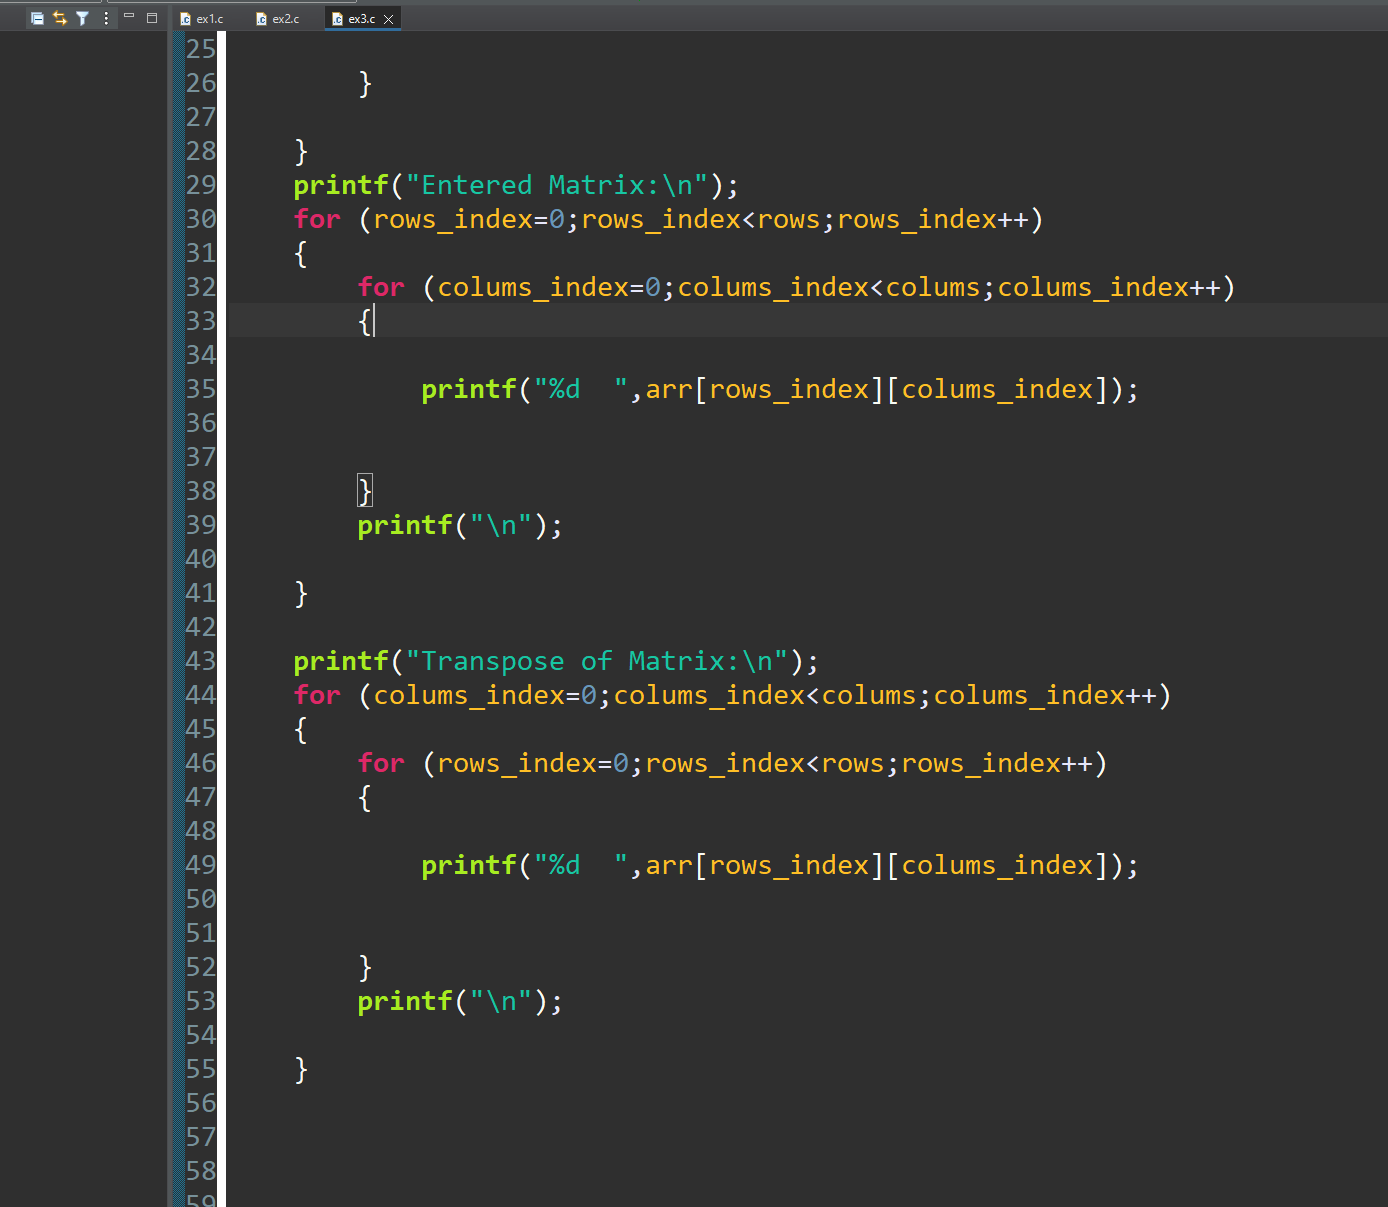 ex1.c ex2.c ex3.c
25
26         }
27
28     }
29     printf("Entered Matrix:\n");
30     for (rows_index=0;rows_index<rows;rows_index++)
31     {
32         for (colums_index=0;colums_index<colums;colums_index++)
33         {
34
35             printf("%d  ",arr[rows_index][colums_index]);
36
37
38         }
39         printf("\n");
40
41     }
42
43     printf("Transpose of Matrix:\n");
44     for (colums_index=0;colums_index<colums;colums_index++)
45     {
46         for (rows_index=0;rows_index<rows;rows_index++)
47         {
48
49             printf("%d  ",arr[rows_index][colums_index]);
50
51
52         }
53         printf("\n");
54
55     }
56
57
58
59